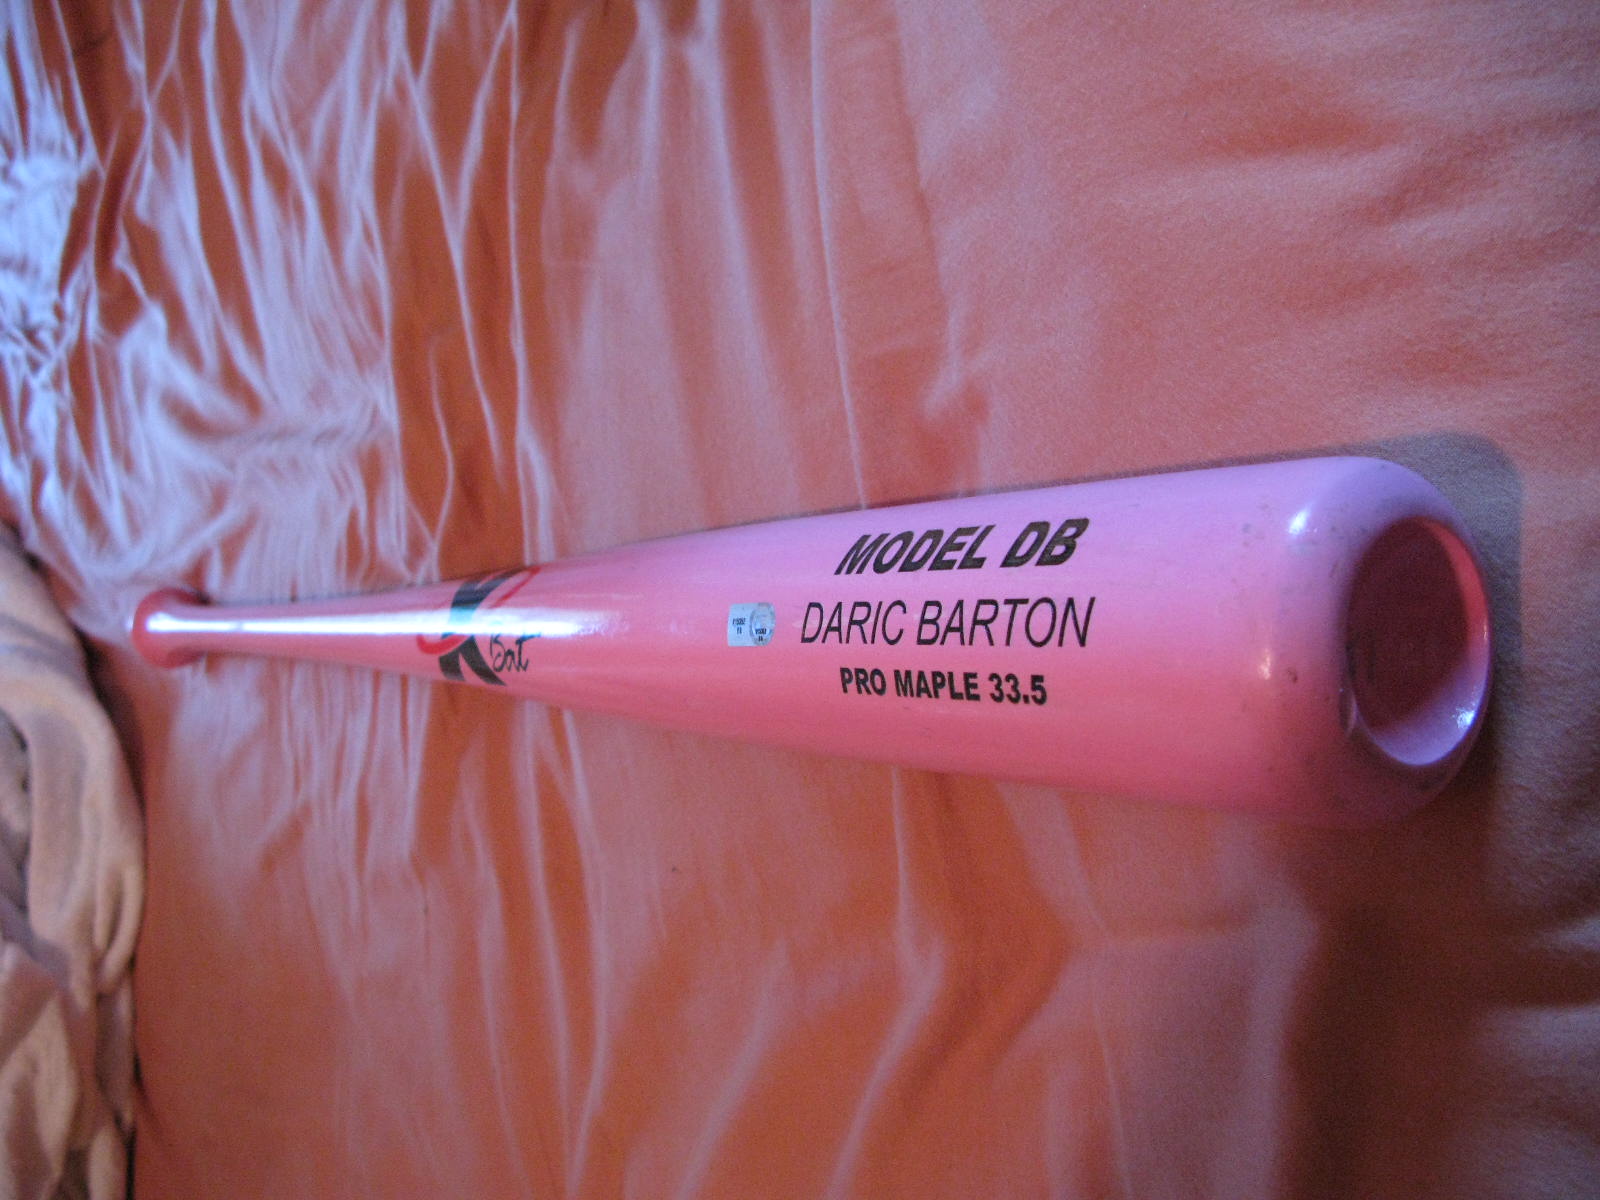 MODEL DB
DARIC BARTON
PRO MAPLE 33.5
X
Bat